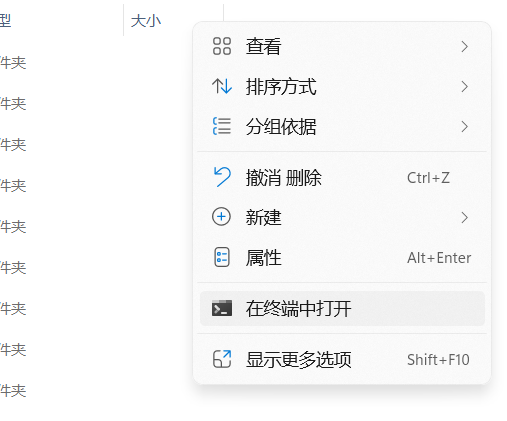 型 大小
件夹
查看
件夹
排序方式
件夹
分组依据
件夹
撤消 删除 Ctrl+Z
件夹
新建
件夹
属性 Alt+Enter
件夹
在终端中打开
件夹
显示更多选项 Shift+F10
件夹